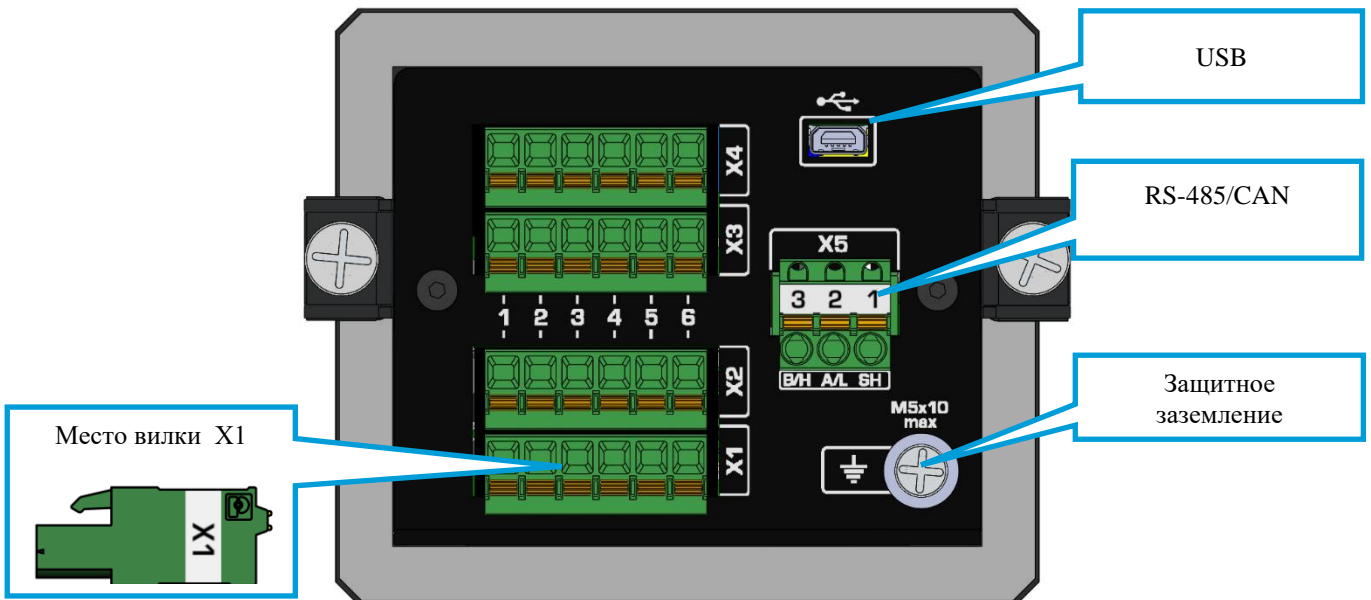 USB
X4
RS-485/CAN
X3
X5
3 2 1
1 2 3 4 5 6
B/H A/L SH
X2
M5x10
max
Защитное
заземление
Место вилки X1
X1
X1